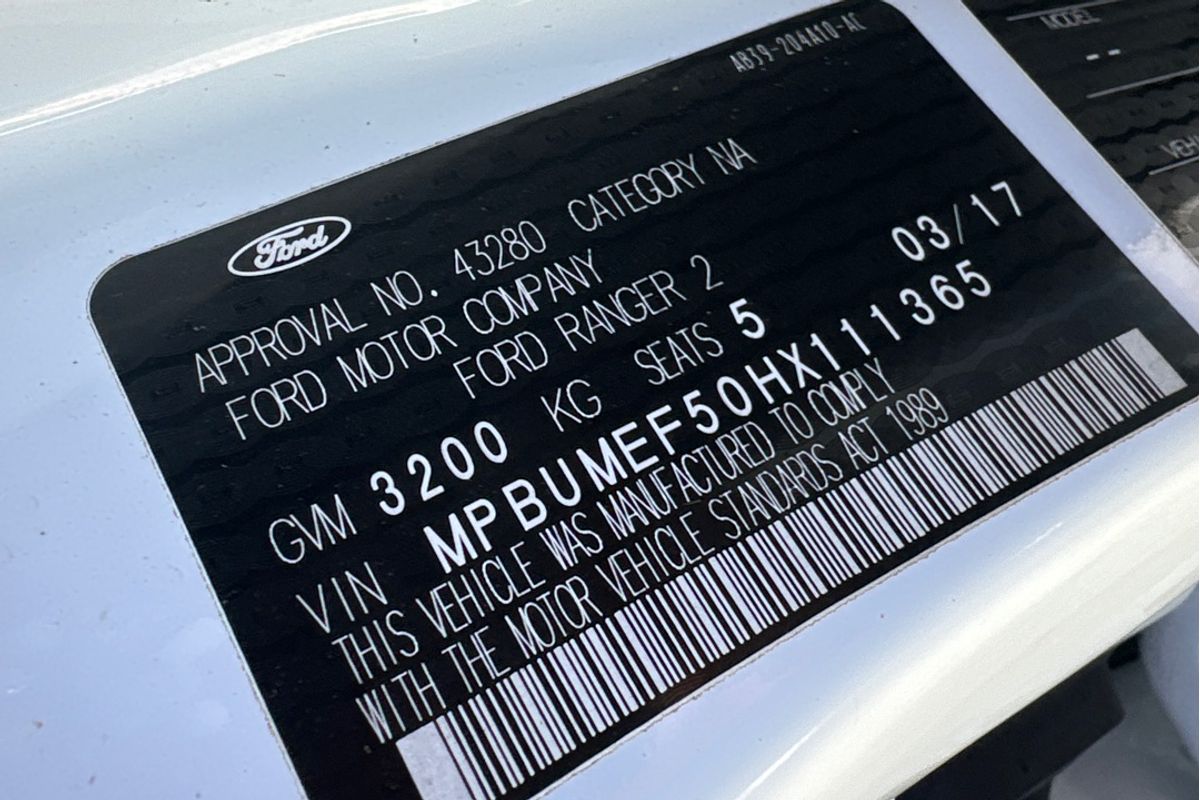 AB39-204A10-AC
Ford
APPROVAL NO. 43280 CATEGORY NA
FORD MOTOR COMPANY
FORD RANGER 2 03/17
GVM 3200 KG SEATS 5
VIN MPBUMEF50HX111365
THIS VEHICLE WAS MANUFACTURED TO COMPLY
WITH THE MOTOR VEHICLE STANDARDS ACT 1989
MODEL
--